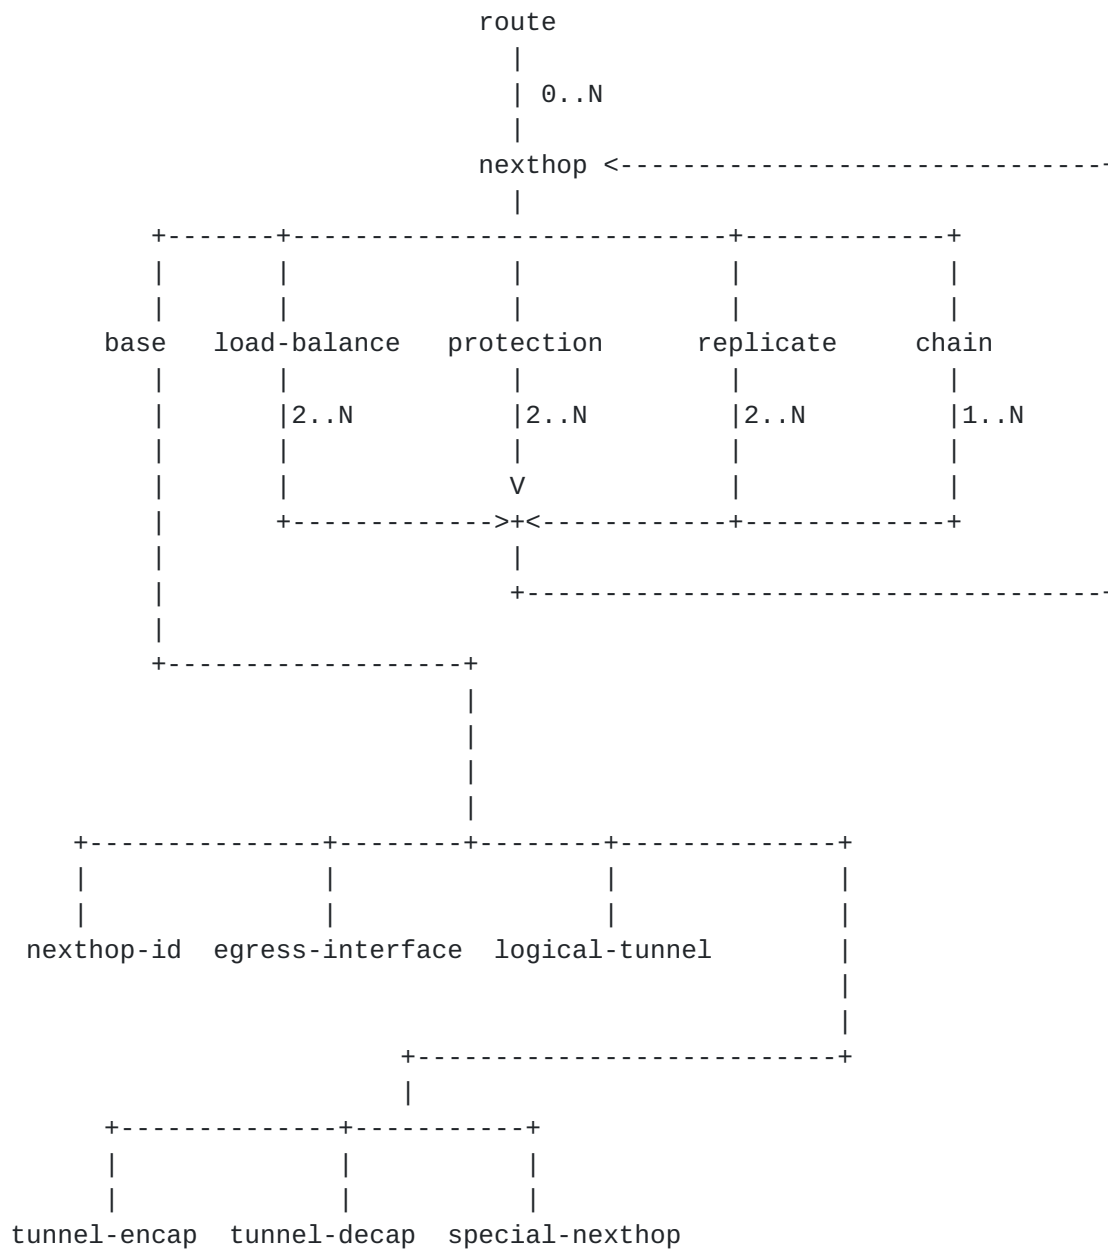 route
|
| 0..N
|
nexthop <-------------------------------+
|
+-------+----------------------------+-------------+
| | | | |
| | | | |
base load-balance protection replicate chain
| | | | |
| |2..N |2..N |2..N |1..N
| | | | |
| | V | |
| +------------->+<------------+-------------+
| |
| +-------------------------------------+
|
+-------------------+
|
|
|
|
+---------------+--------+--------+--------------+
| | | |
| | | |
nexthop-id egress-interface logical-tunnel |
|
|
+---------------------------+
|
+--------------+-----------+
| | |
| | |
tunnel-encap tunnel-decap special-nexthop